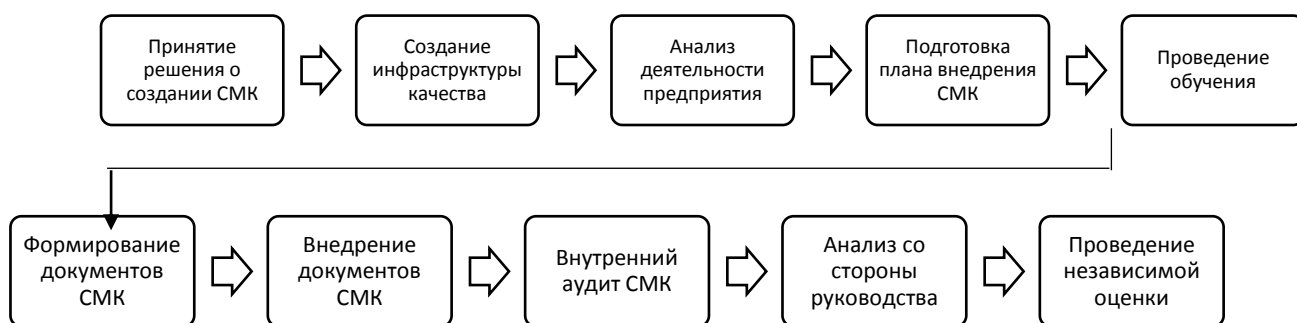 Принятие
решения о
создании СМК
Создание
инфраструктуры
качества
Анализ
деятельности
предприятия
Подготовка
плана внедрения
СМК
Проведение
обучения
Формирование
документов
СМК
Внедрение
документов
СМК
Внутренний
аудит СМК
Анализ со
стороны
руководства
Проведение
независимой
оценки